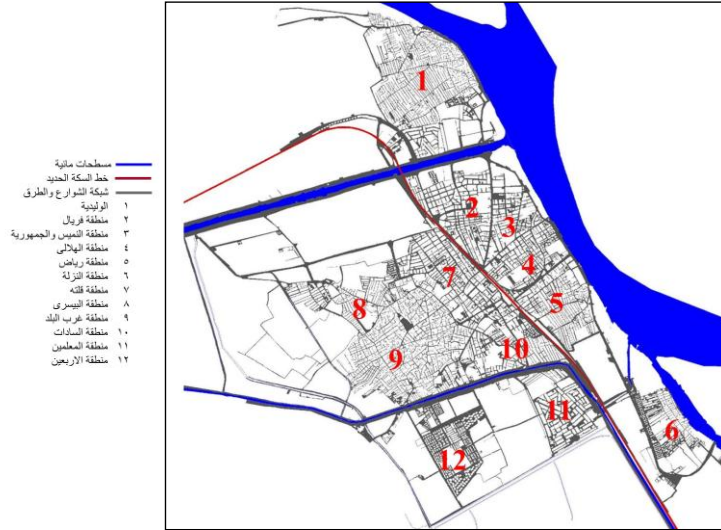 مسطحات مائية
خط السكة الحديد
شبكة الشوارع والطرق
١ الوليدية
٢ منطقة فريال
٣ منطقة النميس والجمهورية
٤ منطقة الهلالى
٥ منطقة رياض
٦ منطقة النزلة
٧ منطقة قلته
٨ منطقة البيسرى
٩ منطقة غرب البلد
١٠ منطقة السادات
١١ منطقة المعلمين
١٢ منطقة الاربعين
1
2
3
4
7
5
8
9
10
11
6
12